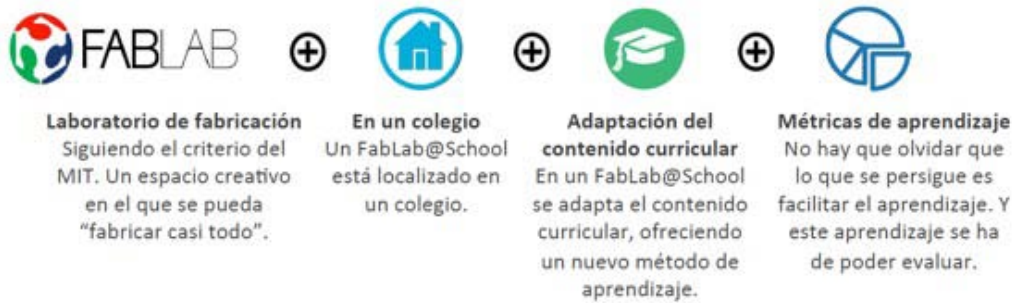 FABLAB
Laboratorio de fabricación
Siguiendo el criterio del
MIT. Un espacio creativo
en el que se pueda
“fabricar casi todo”.
En un colegio
Un FabLab@School
está localizado en
un colegio.
Adaptación del
contenido curricular
En un FabLab@School
se adapta el contenido
curricular, ofreciendo
un nuevo método de
aprendizaje.
Métricas de aprendizaje
No hay que olvidar que
lo que se persigue es
facilitar el aprendizaje. Y
este aprendizaje se ha
de poder evaluar.